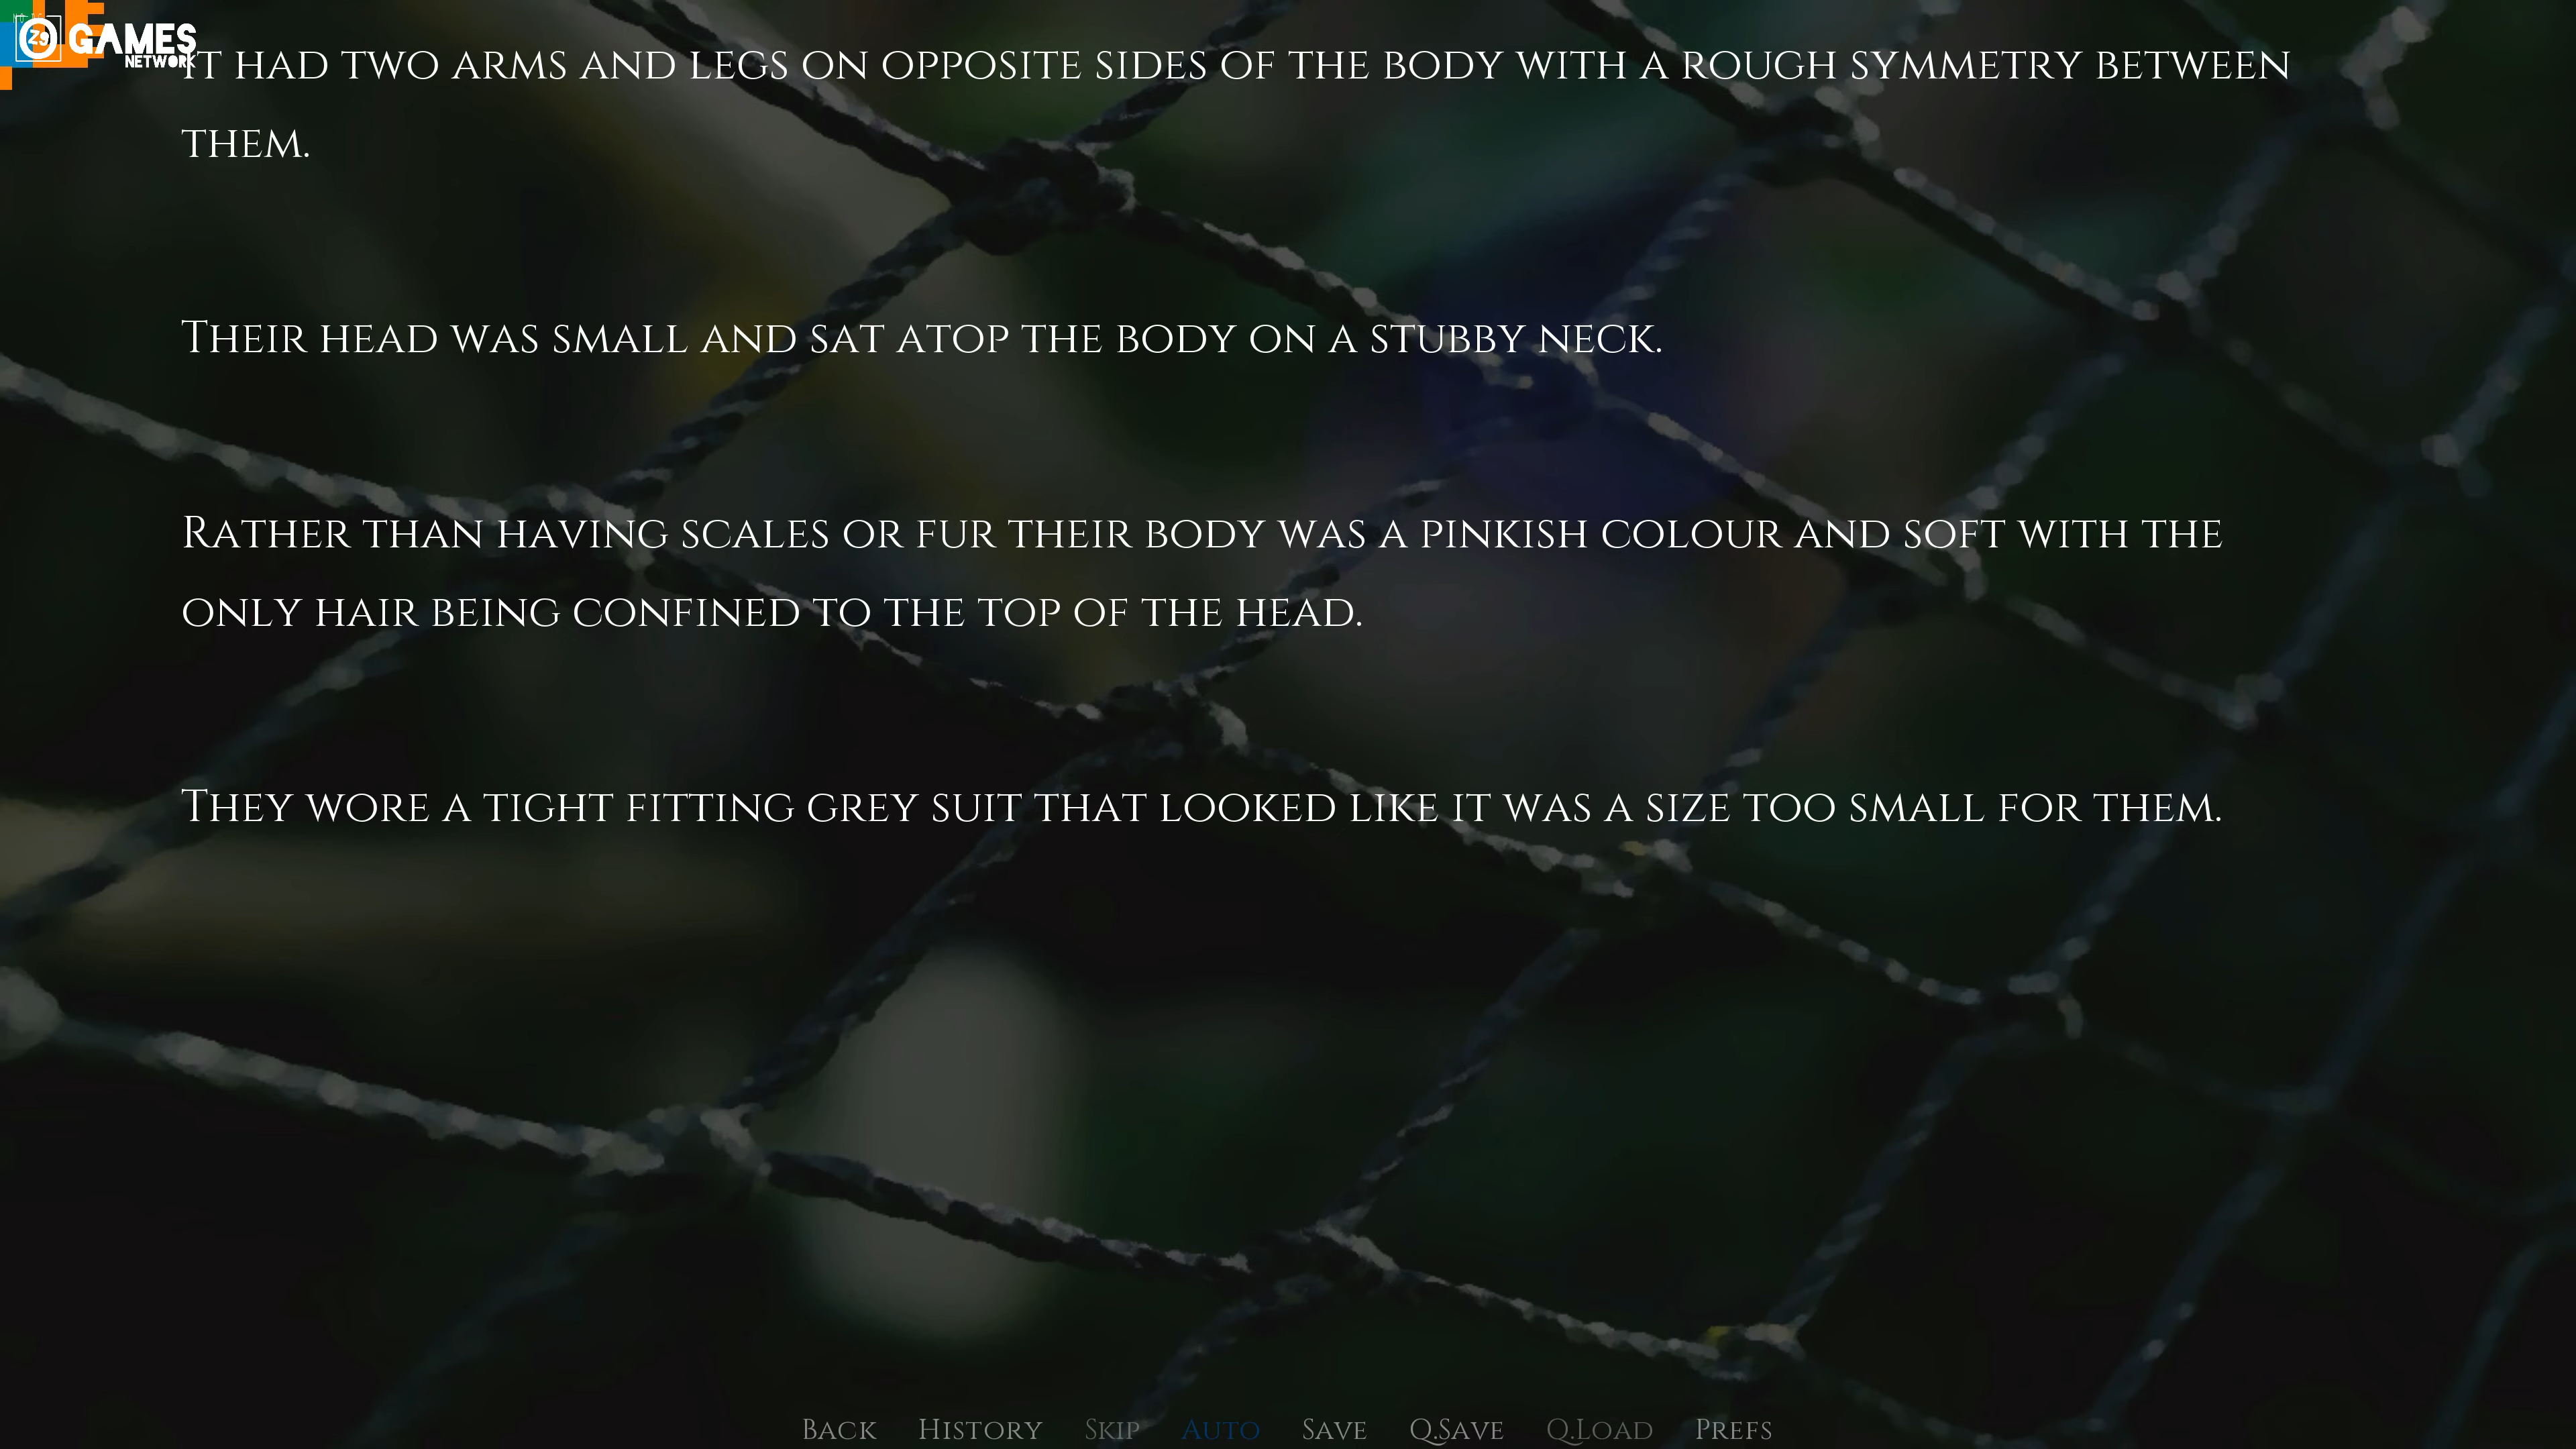 GAMES
NETWORK
It had two arms and legs on opposite sides of the body with a rough symmetry between
them.
Their head was small and sat atop the body on a stubby neck.
Rather than having scales or fur their body was a pinkish colour and soft with the
only hair being confined to the top of the head.
They wore a tight fitting grey suit that looked like it was a size too small for them.
Back History Skip Auto Save Q.Save Q.Load Prefs